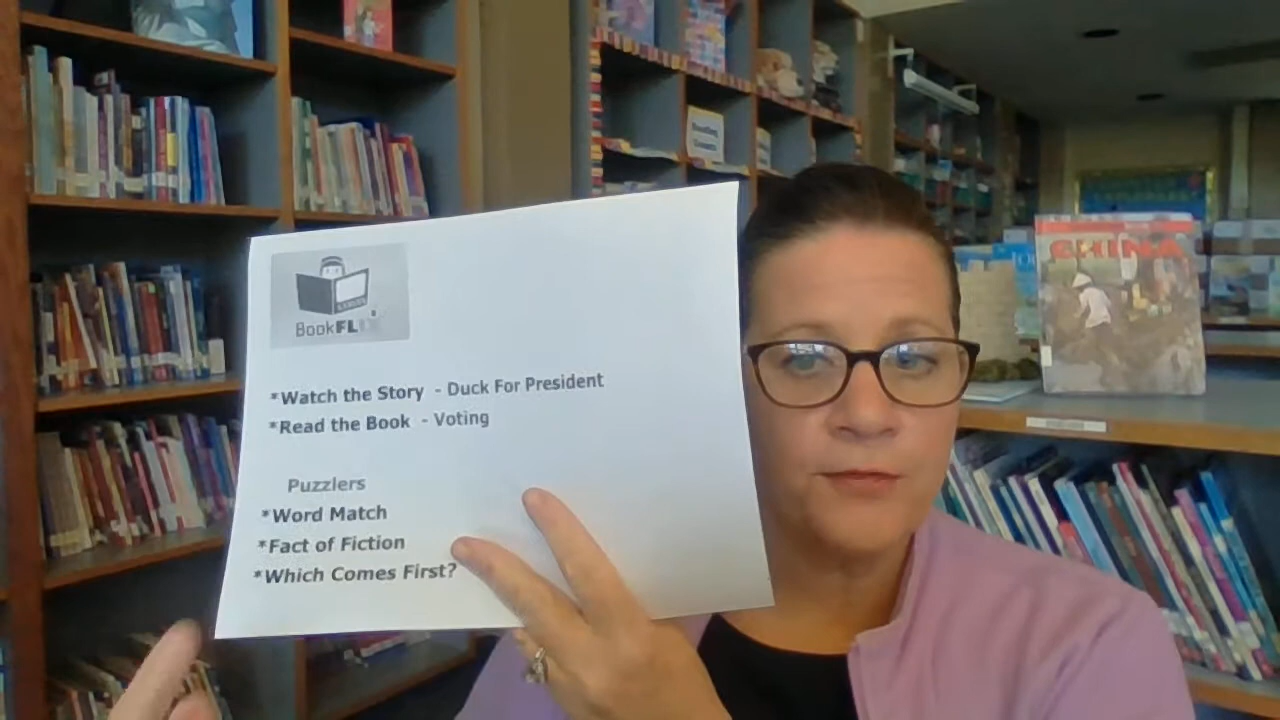 BookFLIX
*Watch the Story - Duck For President
*Read the Book - Voting
Puzzlers
*Word Match
*Fact of Fiction
*Which Comes First?
CHINA